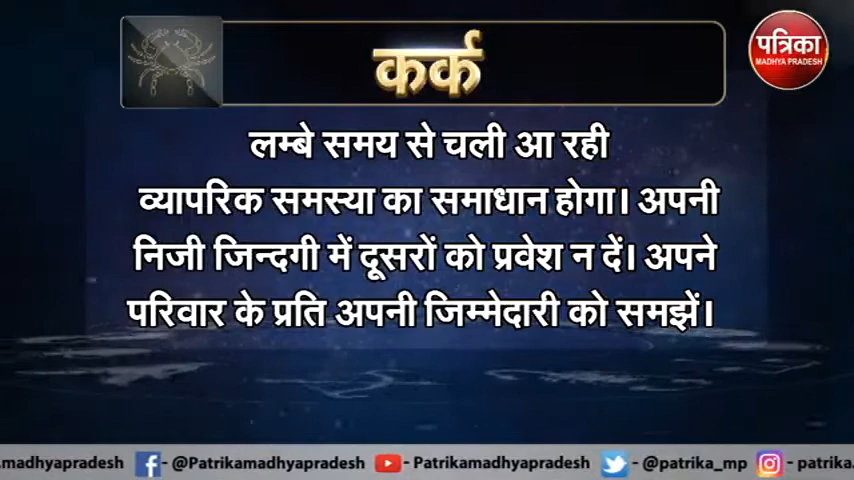 कर्क
पत्रिका
MADHYA PRADESH
लम्बे समय से चली आ रही
व्यापरिक समस्या का समाधान होगा। अपनी
निजी जिन्दगी में दूसरों को प्रवेश न दें। अपने
परिवार के प्रति अपनी जिम्मेदारी को समझें।
.madhyapradesh f - @Patrikamadhyapradesh - Patrikamadhyapradesh - @patrika_mp - patrika.